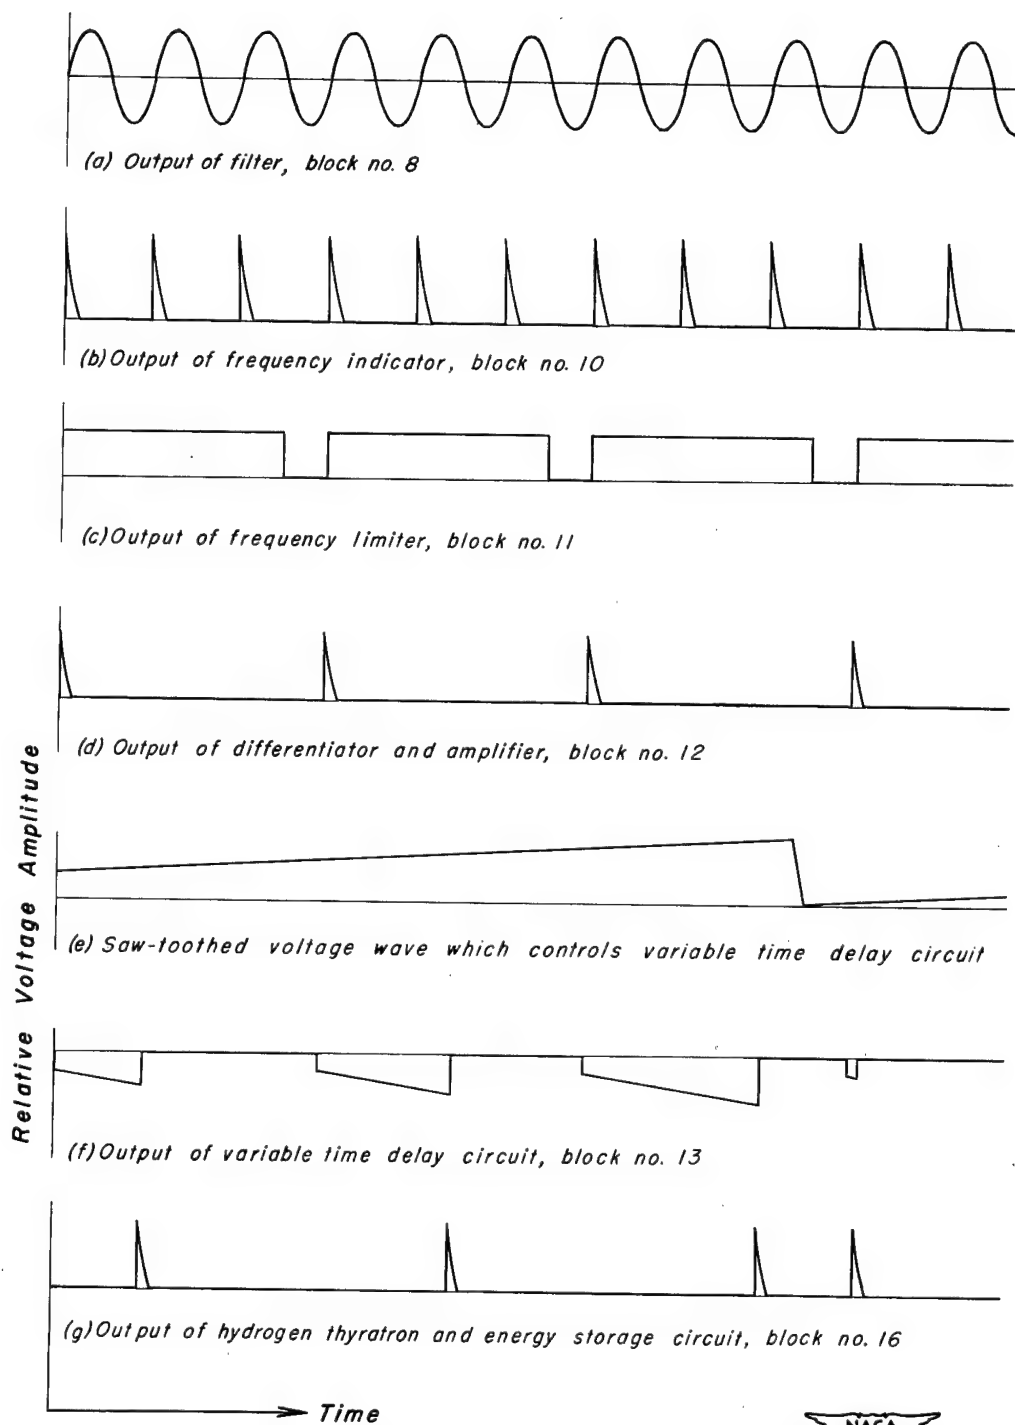 (a) Output of filter, block no. 8
(b) Output of frequency indicator, block no. 10
(c) Output of frequency limiter, block no. 11
(d) Output of differentiator and amplifier, block no. 12
(e) Saw-toothed voltage wave which controls variable time delay circuit
(f) Output of variable time delay circuit, block no. 13
(g) Output of hydrogen thyratron and energy storage circuit, block no. 16
Relative Voltage Amplitude
Time
NACA